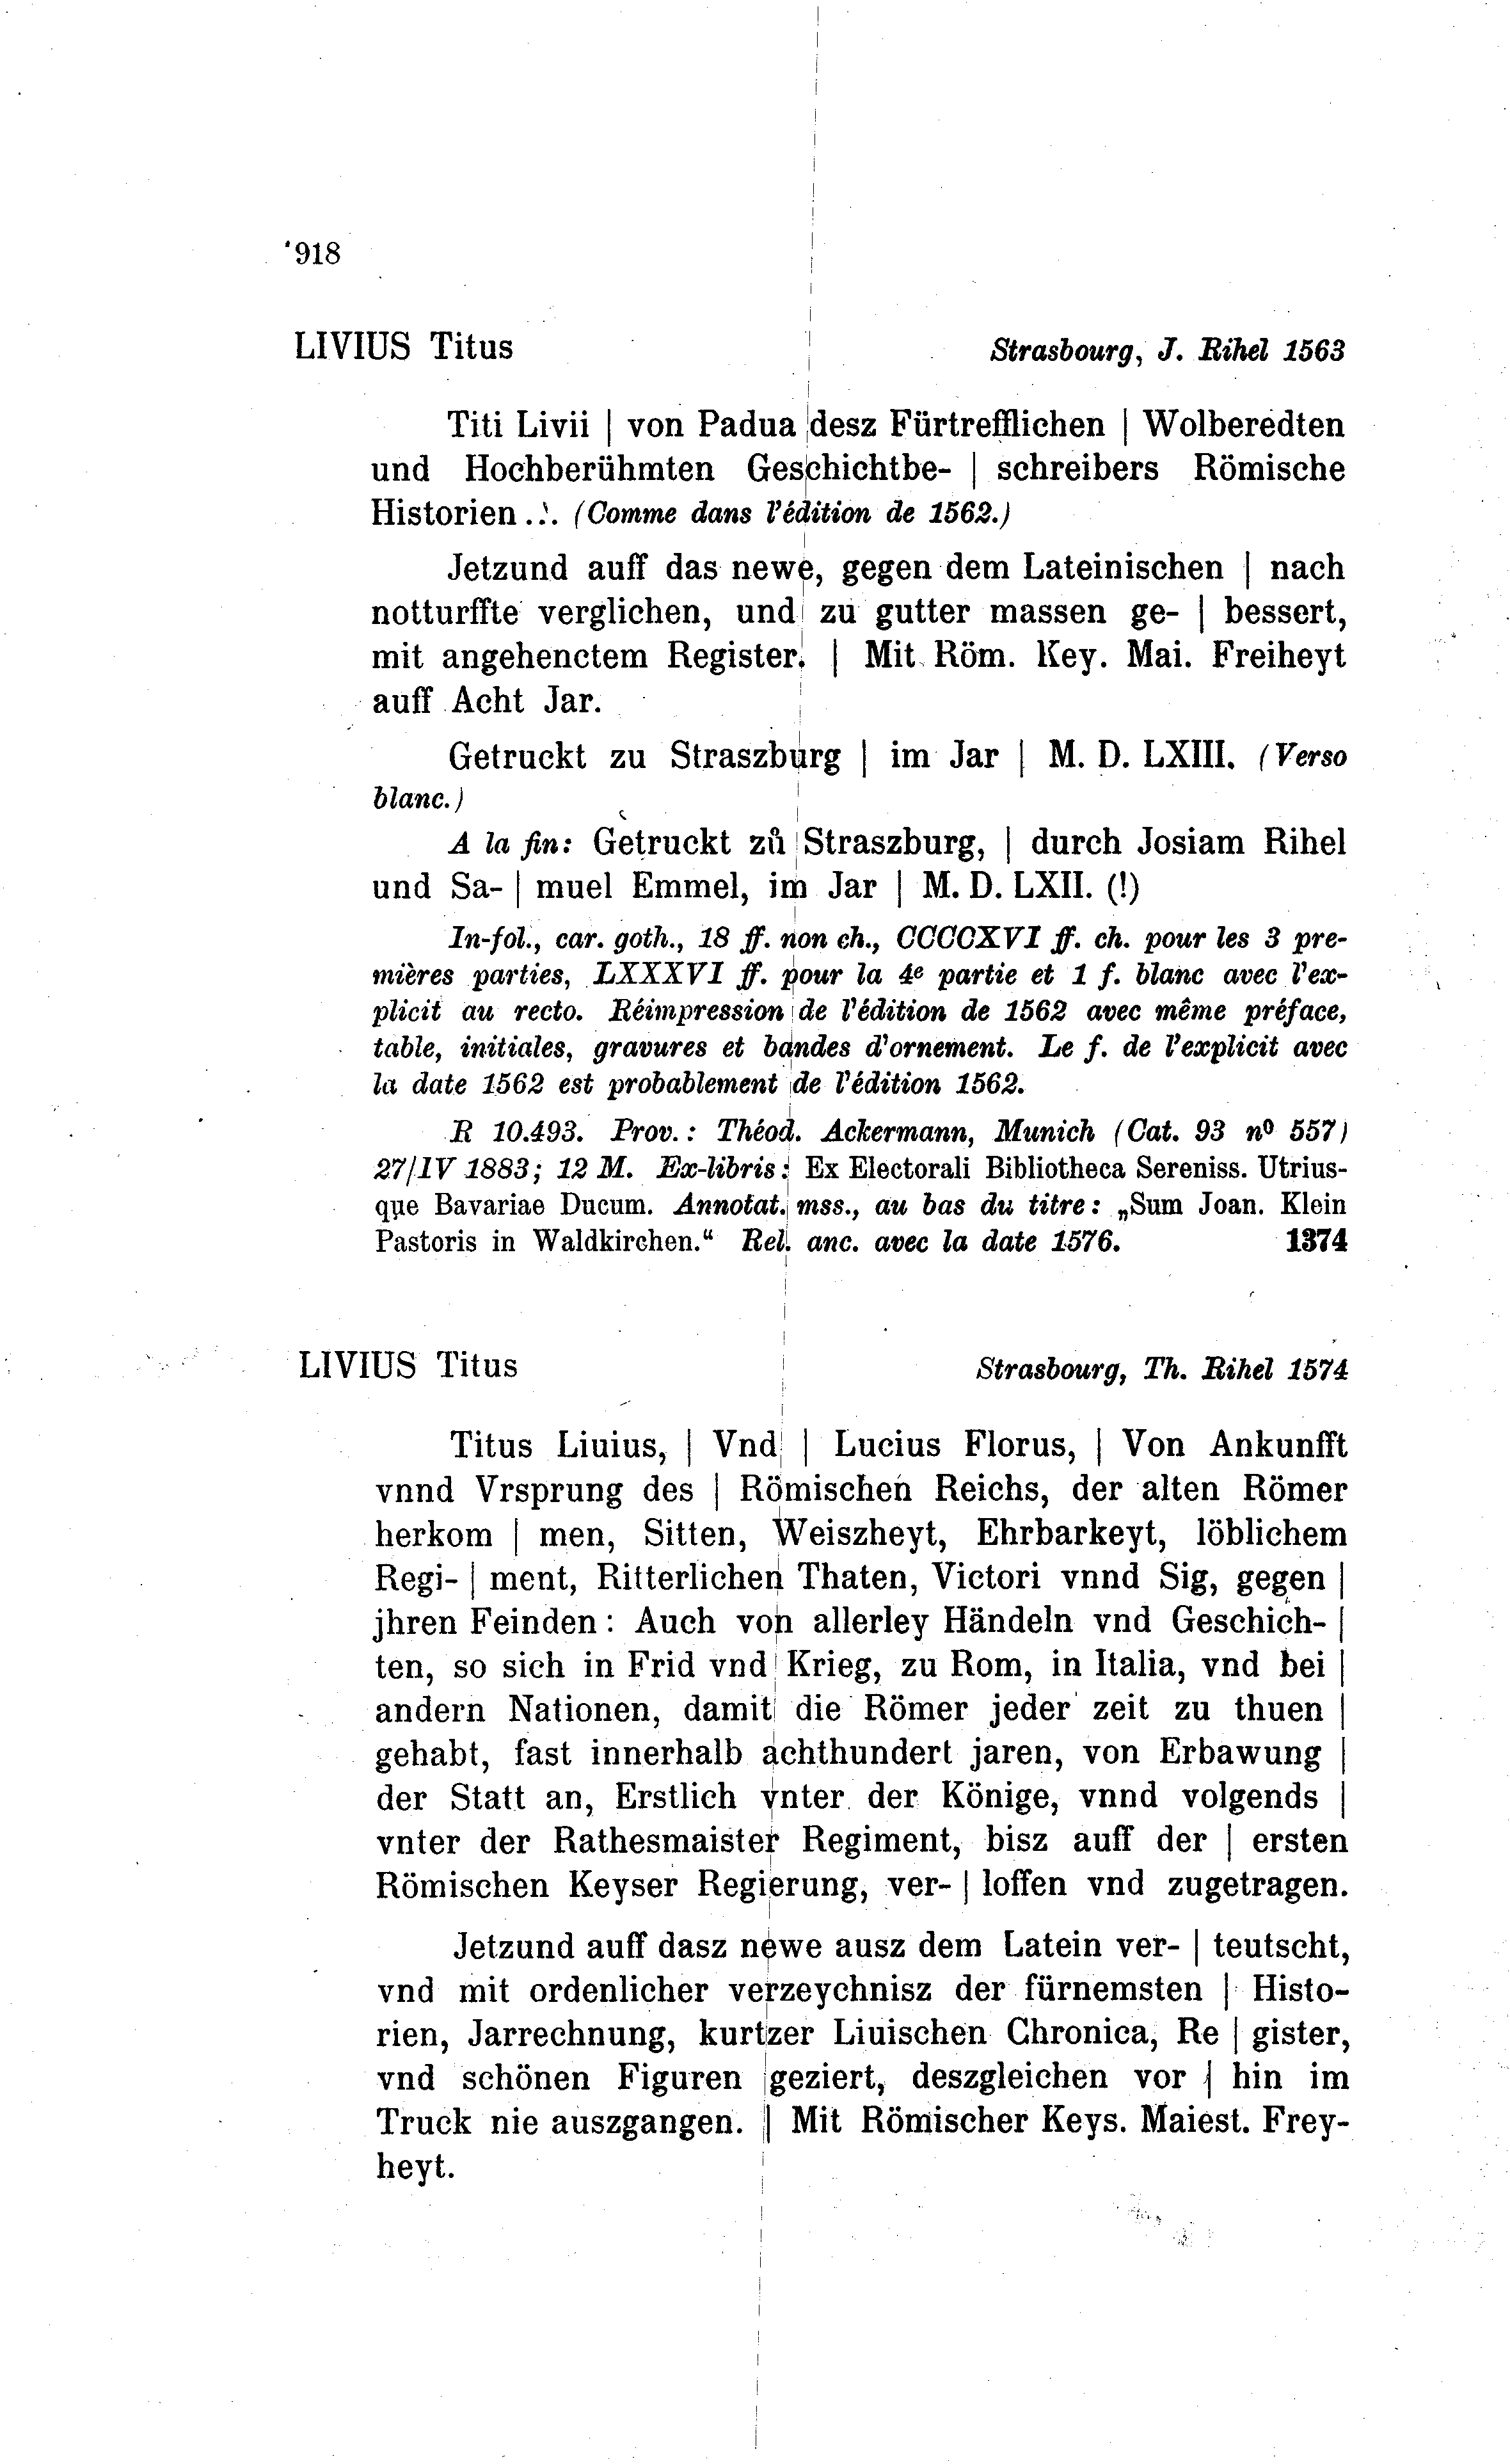 918
LIVIUS Titus Strasbourg, J. Rihel 1563
Titi Livii | von Padua desz Fürtrefflichen | Wolberedten
und Hochberühmten Geschichtbe- | schreibers Römische
Historien ... (Comme dans l'édition de 1562.)
Jetzund auff das newe, gegen dem Lateinischen | nach
notturffte verglichen, und zu gutter massen ge- | bessert,
mit angehenctem Register. | Mit Röm. Key. Mai. Freiheyt
auff Acht Jar.
Getruckt zu Straszburg | im Jar | M. D. LXIII. (Verso
blanc.)
A la fin: Getruckt zů Straszburg, | durch Josiam Rihel
und Sa- | muel Emmel, im Jar | M. D. LXII. (!)
In-fol., car. goth., 18 ff. non ch., CCCCXVI ff. ch. pour les 3 pre-
mières parties, LXXXVI ff. pour la 4e partie et 1 f. blanc avec l'ex-
plicit au recto. Réimpression de l'édition de 1562 avec même préface,
table, initiales, gravures et bandes d'ornement. Le f. de l'explicit avec
la date 1562 est probablement de l'édition 1562.
R 10.493. Prov.: Théod. Ackermann, Munich (Cat. 93 nº 557)
27/IV 1883; 12 M. Ex-libris: Ex Electorali Bibliotheca Sereniss. Utrius-
que Bavariae Ducum. Annotat. mss., au bas du titre: „Sum Joan. Klein
Pastoris in Waldkirchen.“ Rel. anc. avec la date 1576. 1374
LIVIUS Titus Strasbourg, Th. Rihel 1574
Titus Liuius, | Vnd | Lucius Florus, | Von Ankunfft
vnnd Vrsprung des | Römischen Reichs, der alten Römer
herkom | men, Sitten, Weiszheyt, Ehrbarkeyt, löblichem
Regi- | ment, Ritterlichen Thaten, Victori vnnd Sig, gegen |
jhren Feinden: Auch von allerley Händeln vnd Geschich- |
ten, so sich in Frid vnd Krieg, zu Rom, in Italia, vnd bei |
andern Nationen, damit die Römer jeder zeit zu thuen |
gehabt, fast innerhalb achthundert jaren, von Erbawung |
der Statt an, Erstlich vnter der Könige, vnnd volgends |
vnter der Rathesmaister Regiment, bisz auff der | ersten
Römischen Keyser Regierung, ver- | loffen vnd zugetragen.
Jetzund auff dasz newe ausz dem Latein ver- | teutscht,
vnd mit ordenlicher verzeychnisz der fürnemsten | Histo-
rien, Jarrechnung, kurtzer Liuischen Chronica, Re | gister,
vnd schönen Figuren geziert, deszgleichen vor | hin im
Truck nie auszgangen. | Mit Römischer Keys. Maiest. Frey-
heyt.